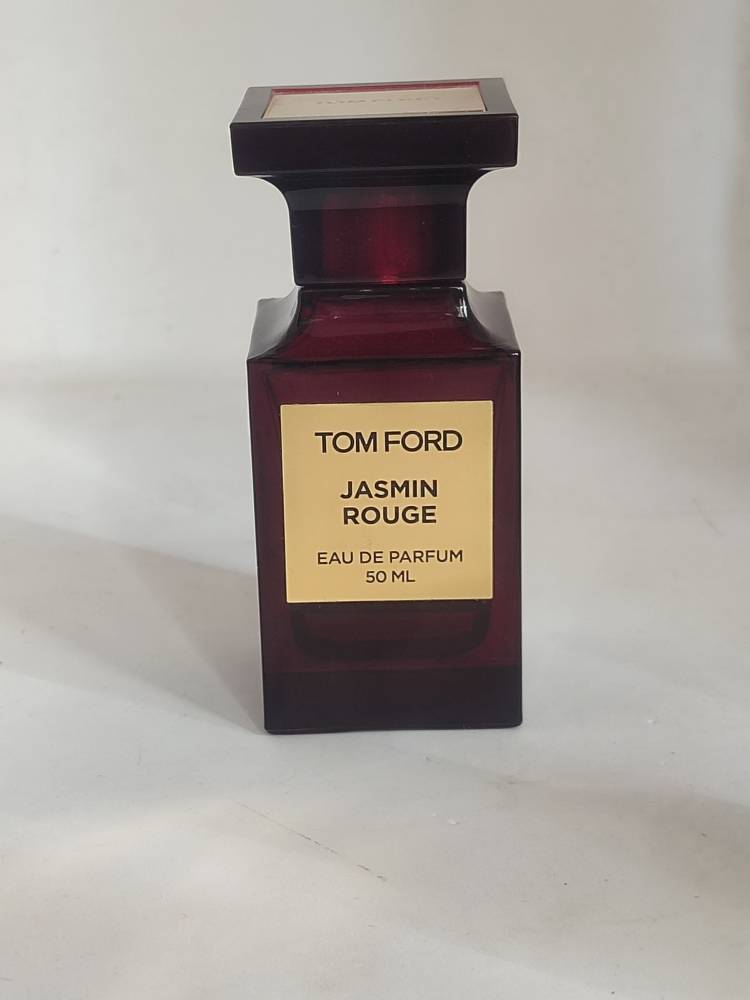 TOM FORD
JASMIN
ROUGE
EAU DE PARFUM
50 ML